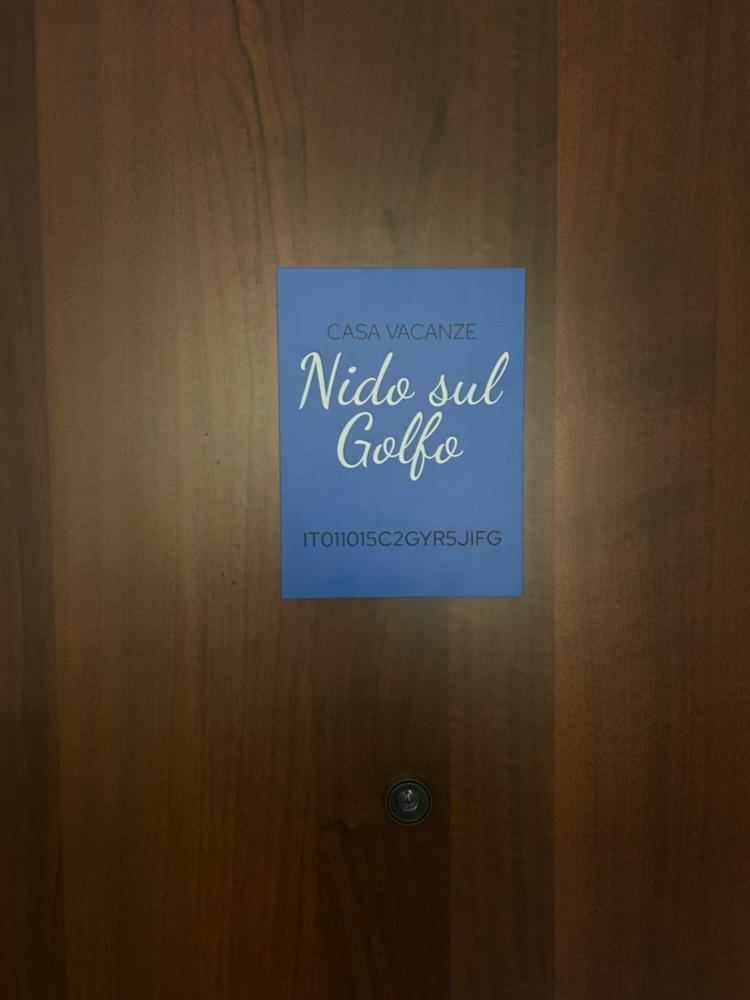 CASA VACANZE
Nido sul
Golfo
IT011015C2GYR5JIFG